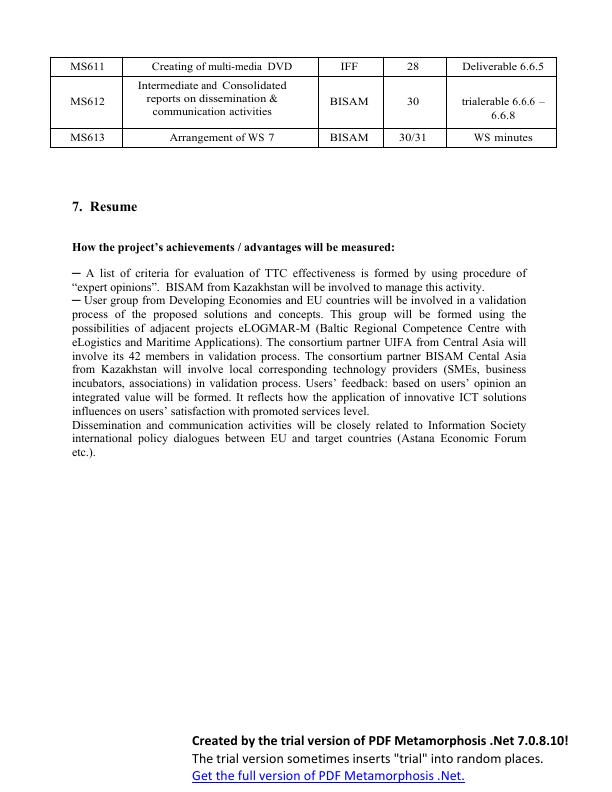 MS611 Creating of multi-media DVD IFF 28 Deliverable 6.6.5
MS612 Intermediate and Consolidated reports on dissemination & communication activities BISAM 30 trialerable 6.6.6 – 6.6.8
MS613 Arrangement of WS 7 BISAM 30/31 WS minutes
7. Resume
How the project's achievements / advantages will be measured:
─ A list of criteria for evaluation of TTC effectiveness is formed by using procedure of
“expert opinions”. BISAM from Kazakhstan will be involved to manage this activity.
─ User group from Developing Economies and EU countries will be involved in a validation
process of the proposed solutions and concepts. This group will be formed using the
possibilities of adjacent projects eLOGMAR-M (Baltic Regional Competence Centre with
eLogistics and Maritime Applications). The consortium partner UIFA from Central Asia will
involve its 42 members in validation process. The consortium partner BISAM Cental Asia
from Kazakhstan will involve local corresponding technology providers (SMEs, business
incubators, associations) in validation process. Users’ feedback: based on users’ opinion an
integrated value will be formed. It reflects how the application of innovative ICT solutions
influences on users’ satisfaction with promoted services level.
Dissemination and communication activities will be closely related to Information Society
international policy dialogues between EU and target countries (Astana Economic Forum
etc.).
Created by the trial version of PDF Metamorphosis .Net 7.0.8.10!
The trial version sometimes inserts "trial" into random places.
Get the full version of PDF Metamorphosis .Net.